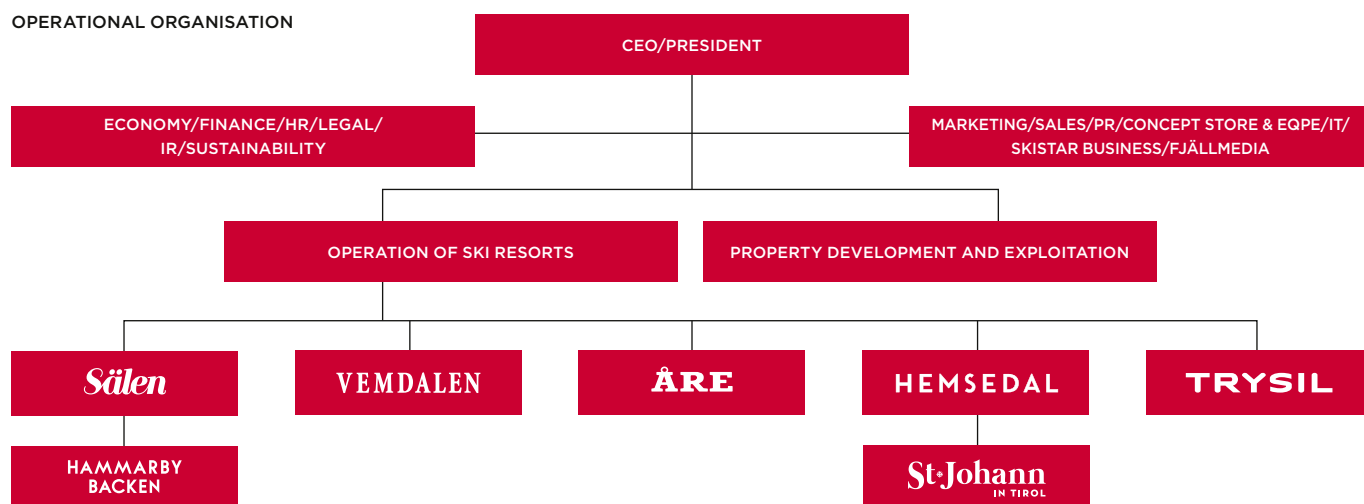 OPERATIONAL ORGANISATION
CEO/PRESIDENT
ECONOMY/FINANCE/HR/LEGAL/
IR/SUSTAINABILITY
MARKETING/SALES/PR/CONCEPT STORE & EQPE/IT/
SKISTAR BUSINESS/FJÄLLMEDIA
OPERATION OF SKI RESORTS
PROPERTY DEVELOPMENT AND EXPLOITATION
Sälen
VEMDALEN
ÅRE
HEMSEDAL
TRYSIL
HAMMARBY
BACKEN
St Johann
IN TIROL